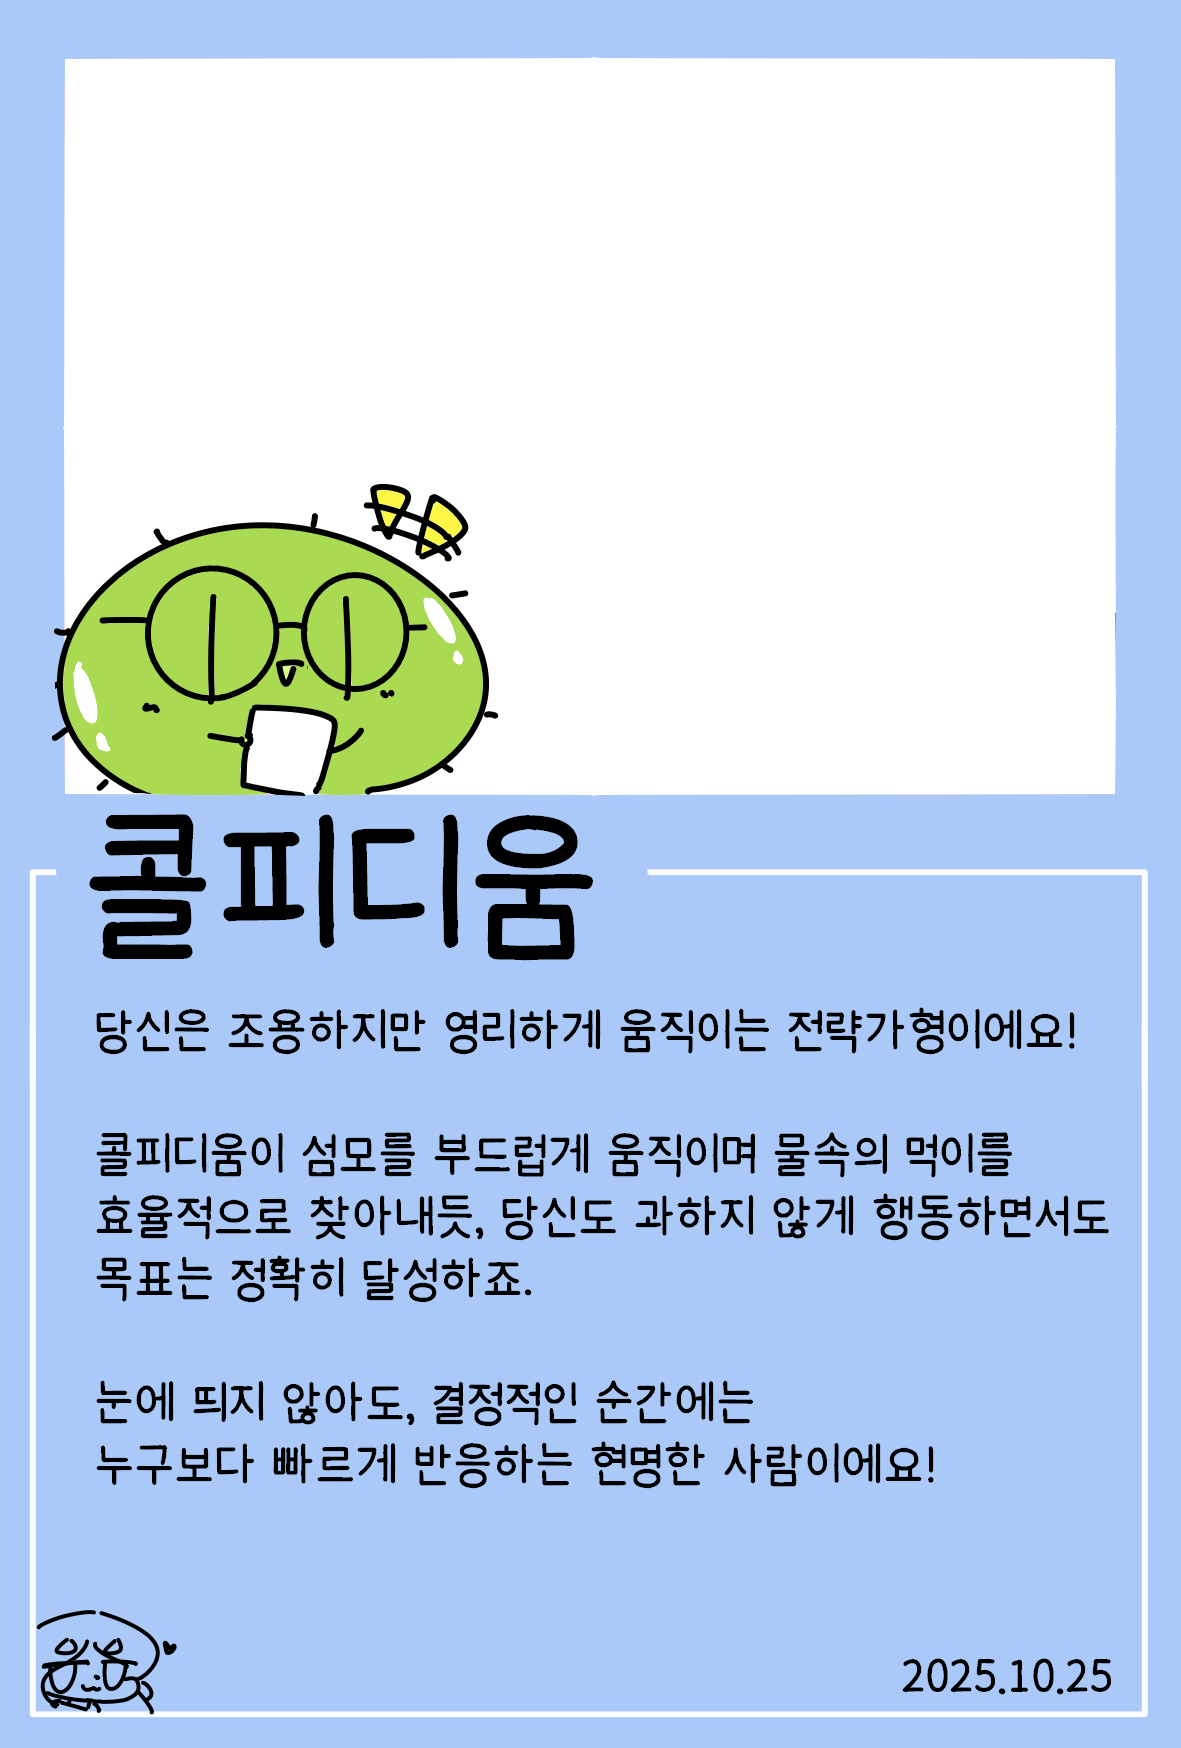 콜피디움
당신은 조용하지만 영리하게 움직이는 전략가형이에요!
콜피디움이 섬모를 부드럽게 움직이며 물속의 먹이를
효율적으로 찾아내듯, 당신도 과하지 않게 행동하면서도
목표는 정확히 달성하죠.
눈에 띄지 않아도, 결정적인 순간에는
누구보다 빠르게 반응하는 현명한 사람이에요!
2025.10.25